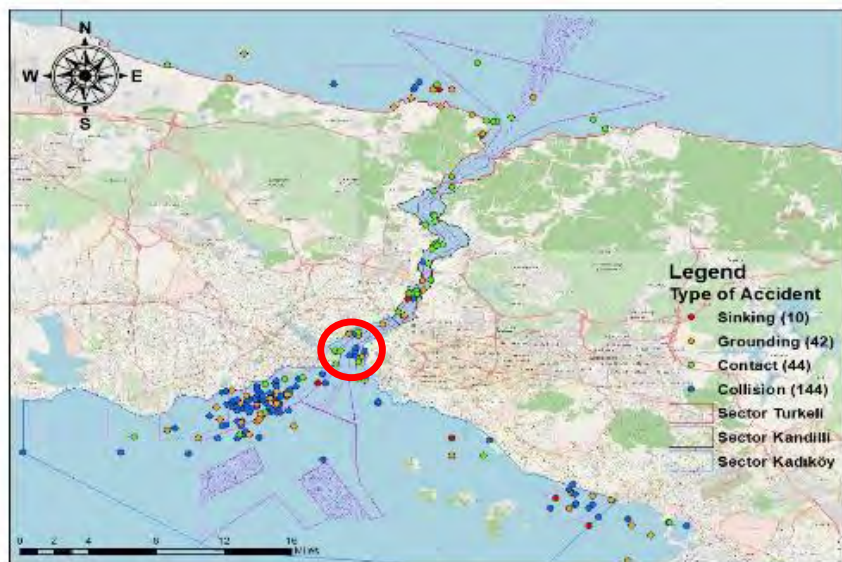 N
W E
S
Legend
Type of Accident
Sinking (10)
Grounding (42)
Contact (44)
Collision (144)
Sector Turkeli
Sector Kandilli
Sector Kadıköy
0 2 4 8 12 16
Miles